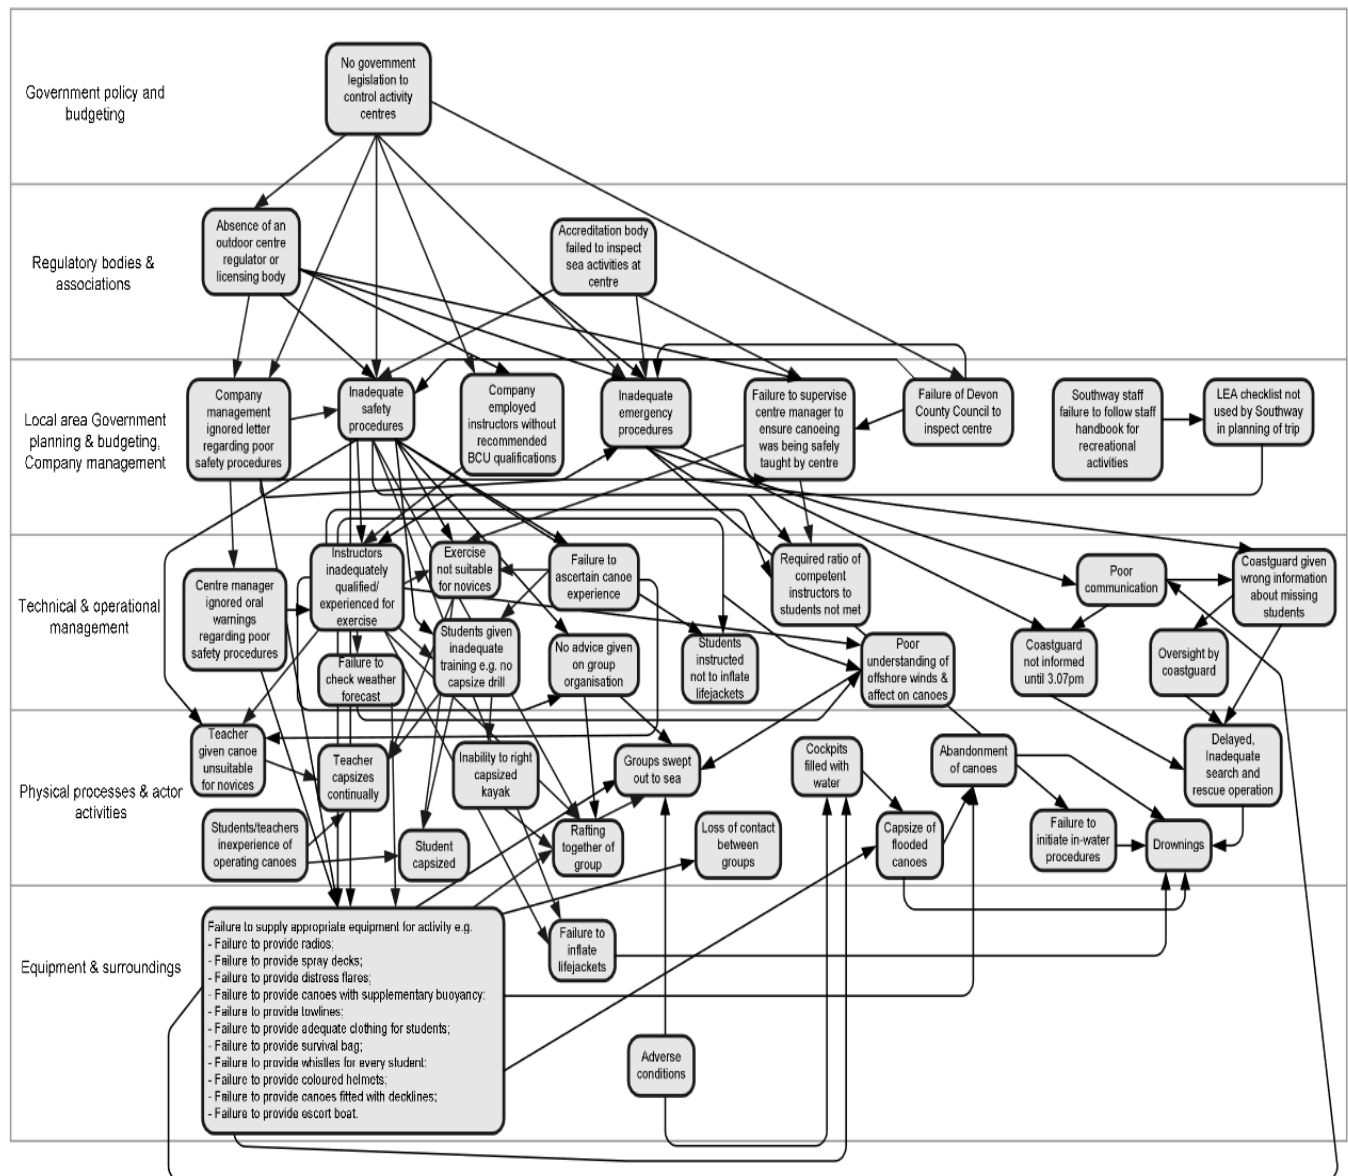 Government policy and
budgeting
No government
legislation to
control activity
centres
Regulatory bodies &
associations
Absence of an
outdoor centre
regulator or
licensing body
Accreditation body
failed to inspect
sea activities at
centre
Local area Government
planning & budgeting,
Company management
Company
management
ignored letter
regarding poor
safety procedures
Inadequate
safety
procedures
Company
employed
instructors without
recommended
BCU qualifications
Inadequate
emergency
procedures
Failure to supervise
centre manager to
ensure canoeing
was being safely
taught by centre
Failure of Devon
County Council to
inspect centre
Southway staff
failure to follow staff
handbook for
recreational
activities
LEA checklist not
used by Southway
in planning of trip
Technical & operational
management
Centre manager
ignored oral
warnings
regarding poor
safety procedures
Instructors
inadequately
qualified/
experienced for
exercise
Exercise
not suitable
for novices
Failure to
ascertain canoe
experience
Required ratio of
competent
instructors to
students not met
Poor
communication
Coastguard given
wrong information
about missing
students
Failure to
check weather
forecast
Students given
inadequate
training e.g. no
capsize drill
No advice given
on group
organisation
Students
instructed
not to inflate
lifejackets
Poor
understanding of
offshore winds &
affect on canoes
Coastguard
not informed
until 3.07pm
Oversight by
coastguard
Physical processes & actor
activities
Teacher
given canoe
unsuitable
for novices
Teacher
capsizes
continually
Inability to right
capsized
kayak
Groups swept
out to sea
Cockpits
filled with
water
Abandonment
of canoes
Delayed,
Inadequate
search and
rescue operation
Students/teachers
inexperience of
operating canoes
Student
capsized
Rafting
together of
group
Loss of contact
between
groups
Capsize of
flooded
canoes
Failure to
initiate in-water
procedures
Drownings
Equipment & surroundings
Failure to supply appropriate equipment for activity e.g.
- Failure to provide radios;
- Failure to provide spray decks;
- Failure to provide distress flares;
- Failure to provide canoes with supplementary buoyancy;
- Failure to provide towlines;
- Failure to provide adequate clothing for students;
- Failure to provide survival bag;
- Failure to provide whistles for every student;
- Failure to provide coloured helmets;
- Failure to provide canoes fitted with decklines;
- Failure to provide escort boat.
Failure to
inflate
lifejackets
Adverse
conditions